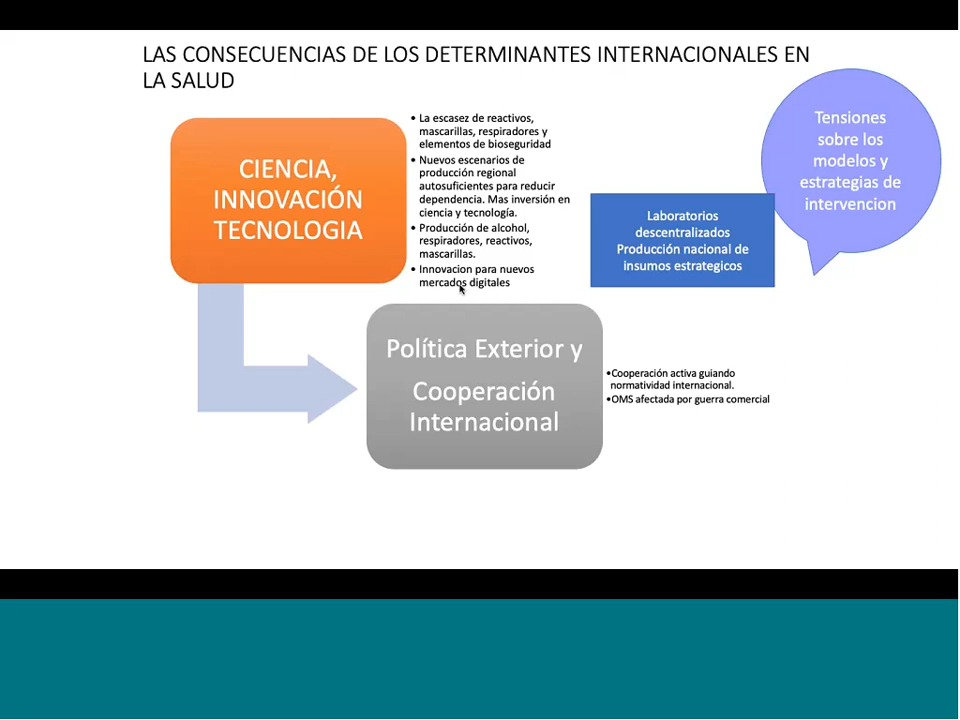 LAS CONSECUENCIAS DE LOS DETERMINANTES INTERNACIONALES EN
LA SALUD
CIENCIA,
INNOVACIÓN
TECNOLOGIA
• La escasez de reactivos,
mascarillas, respiradores y
elementos de bioseguridad
• Nuevos escenarios de
producción regional
autosuficientes para reducir
dependencia. Mas inversión en
ciencia y tecnología.
• Producción de alcohol,
respiradores, reactivos,
mascarillas.
• Innovacion para nuevos
mercados digitales
Laboratorios
descentralizados
Producción nacional de
insumos estrategicos
Tensiones
sobre los
modelos y
estrategias de
intervencion
Política Exterior y
Cooperación
Internacional
•Cooperación activa guiando
normatividad internacional.
•OMS afectada por guerra comercial